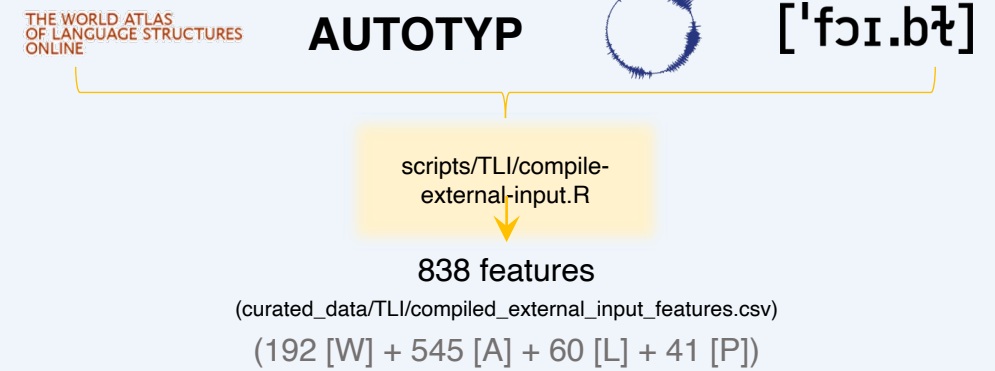 THE WORLD ATLAS
OF LANGUAGE STRUCTURES
ONLINE
AUTOTYP
[ˈfɔɪ.bɫ]
scripts/TLI/compile-
external-input.R
838 features
(curated_data/TLI/compiled_external_input_features.csv)
(192 [W] + 545 [A] + 60 [L] + 41 [P])